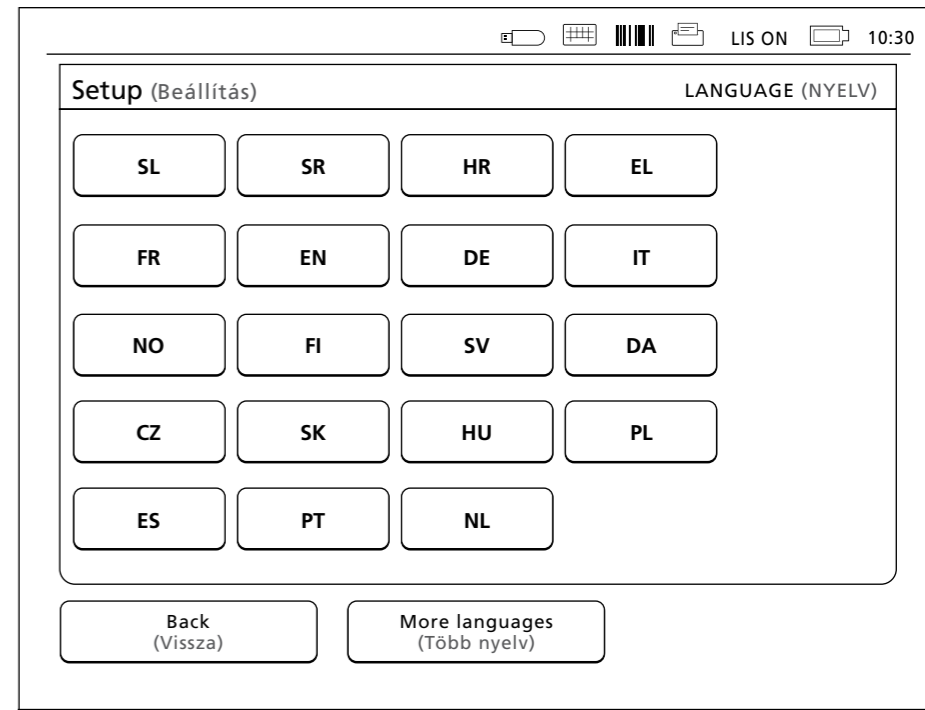 LIS ON 10:30
Setup (Beállítás) LANGUAGE (NYELV)
SL SR HR EL
FR EN DE IT
NO FI SV DA
CZ SK HU PL
ES PT NL
Back More languages
(Vissza) (Több nyelv)